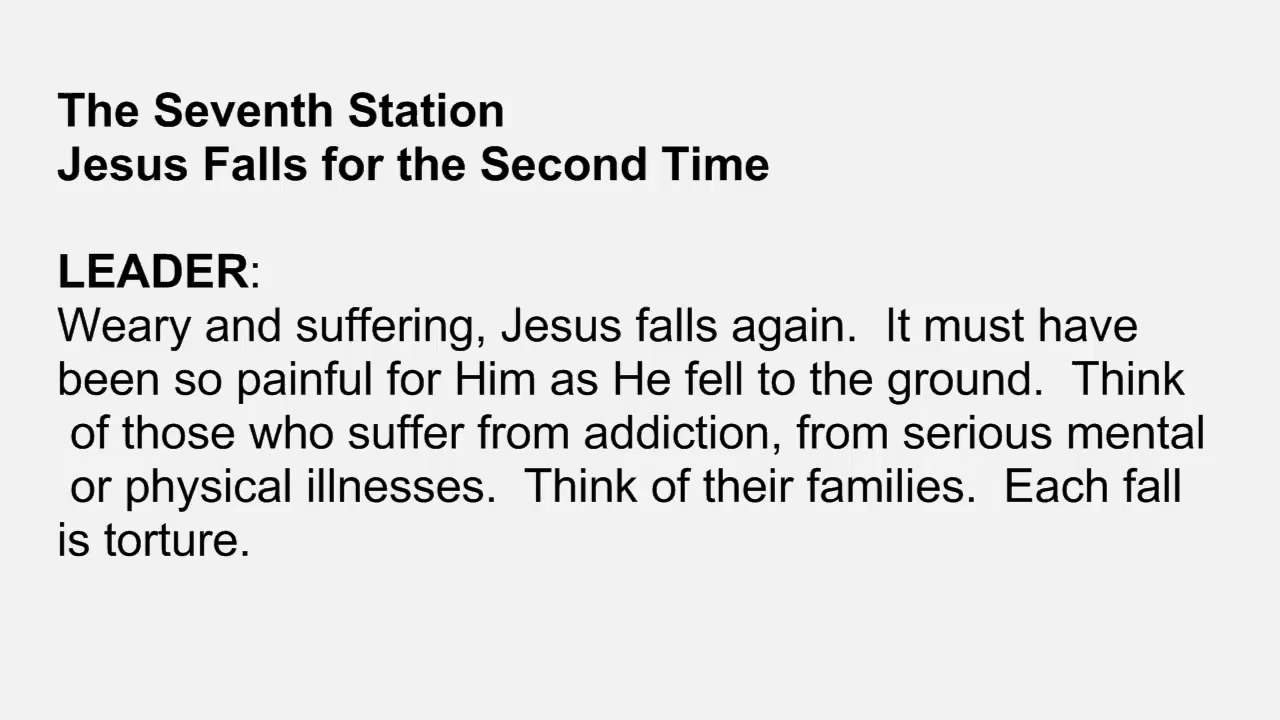 The Seventh Station
Jesus Falls for the Second Time
LEADER:
Weary and suffering, Jesus falls again.  It must have
been so painful for Him as He fell to the ground.  Think
of those who suffer from addiction, from serious mental
or physical illnesses.  Think of their families.  Each fall
is torture.